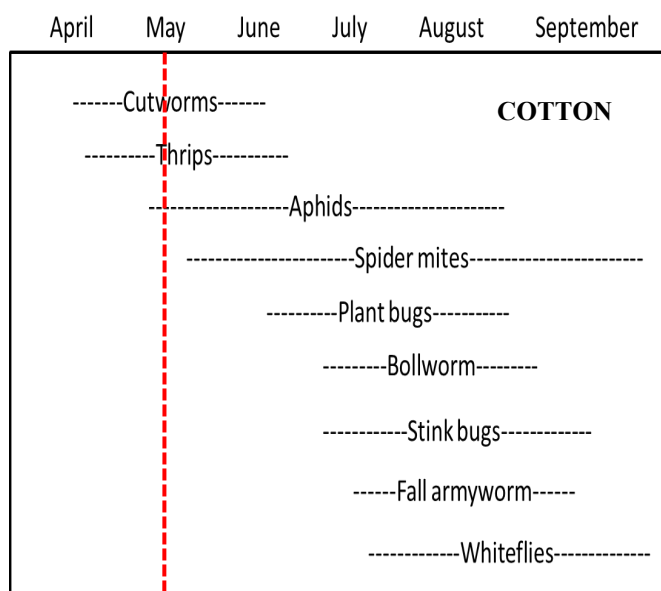 April May June July August September
-------Cutworms-------
COTTON
----------Thrips-----------
--------------------Aphids----------------------
------------------------Spider mites-------------------------
----------Plant bugs-----------
---------Bollworm---------
------------Stink bugs-------------
------Fall armyworm------
-------------Whiteflies--------------